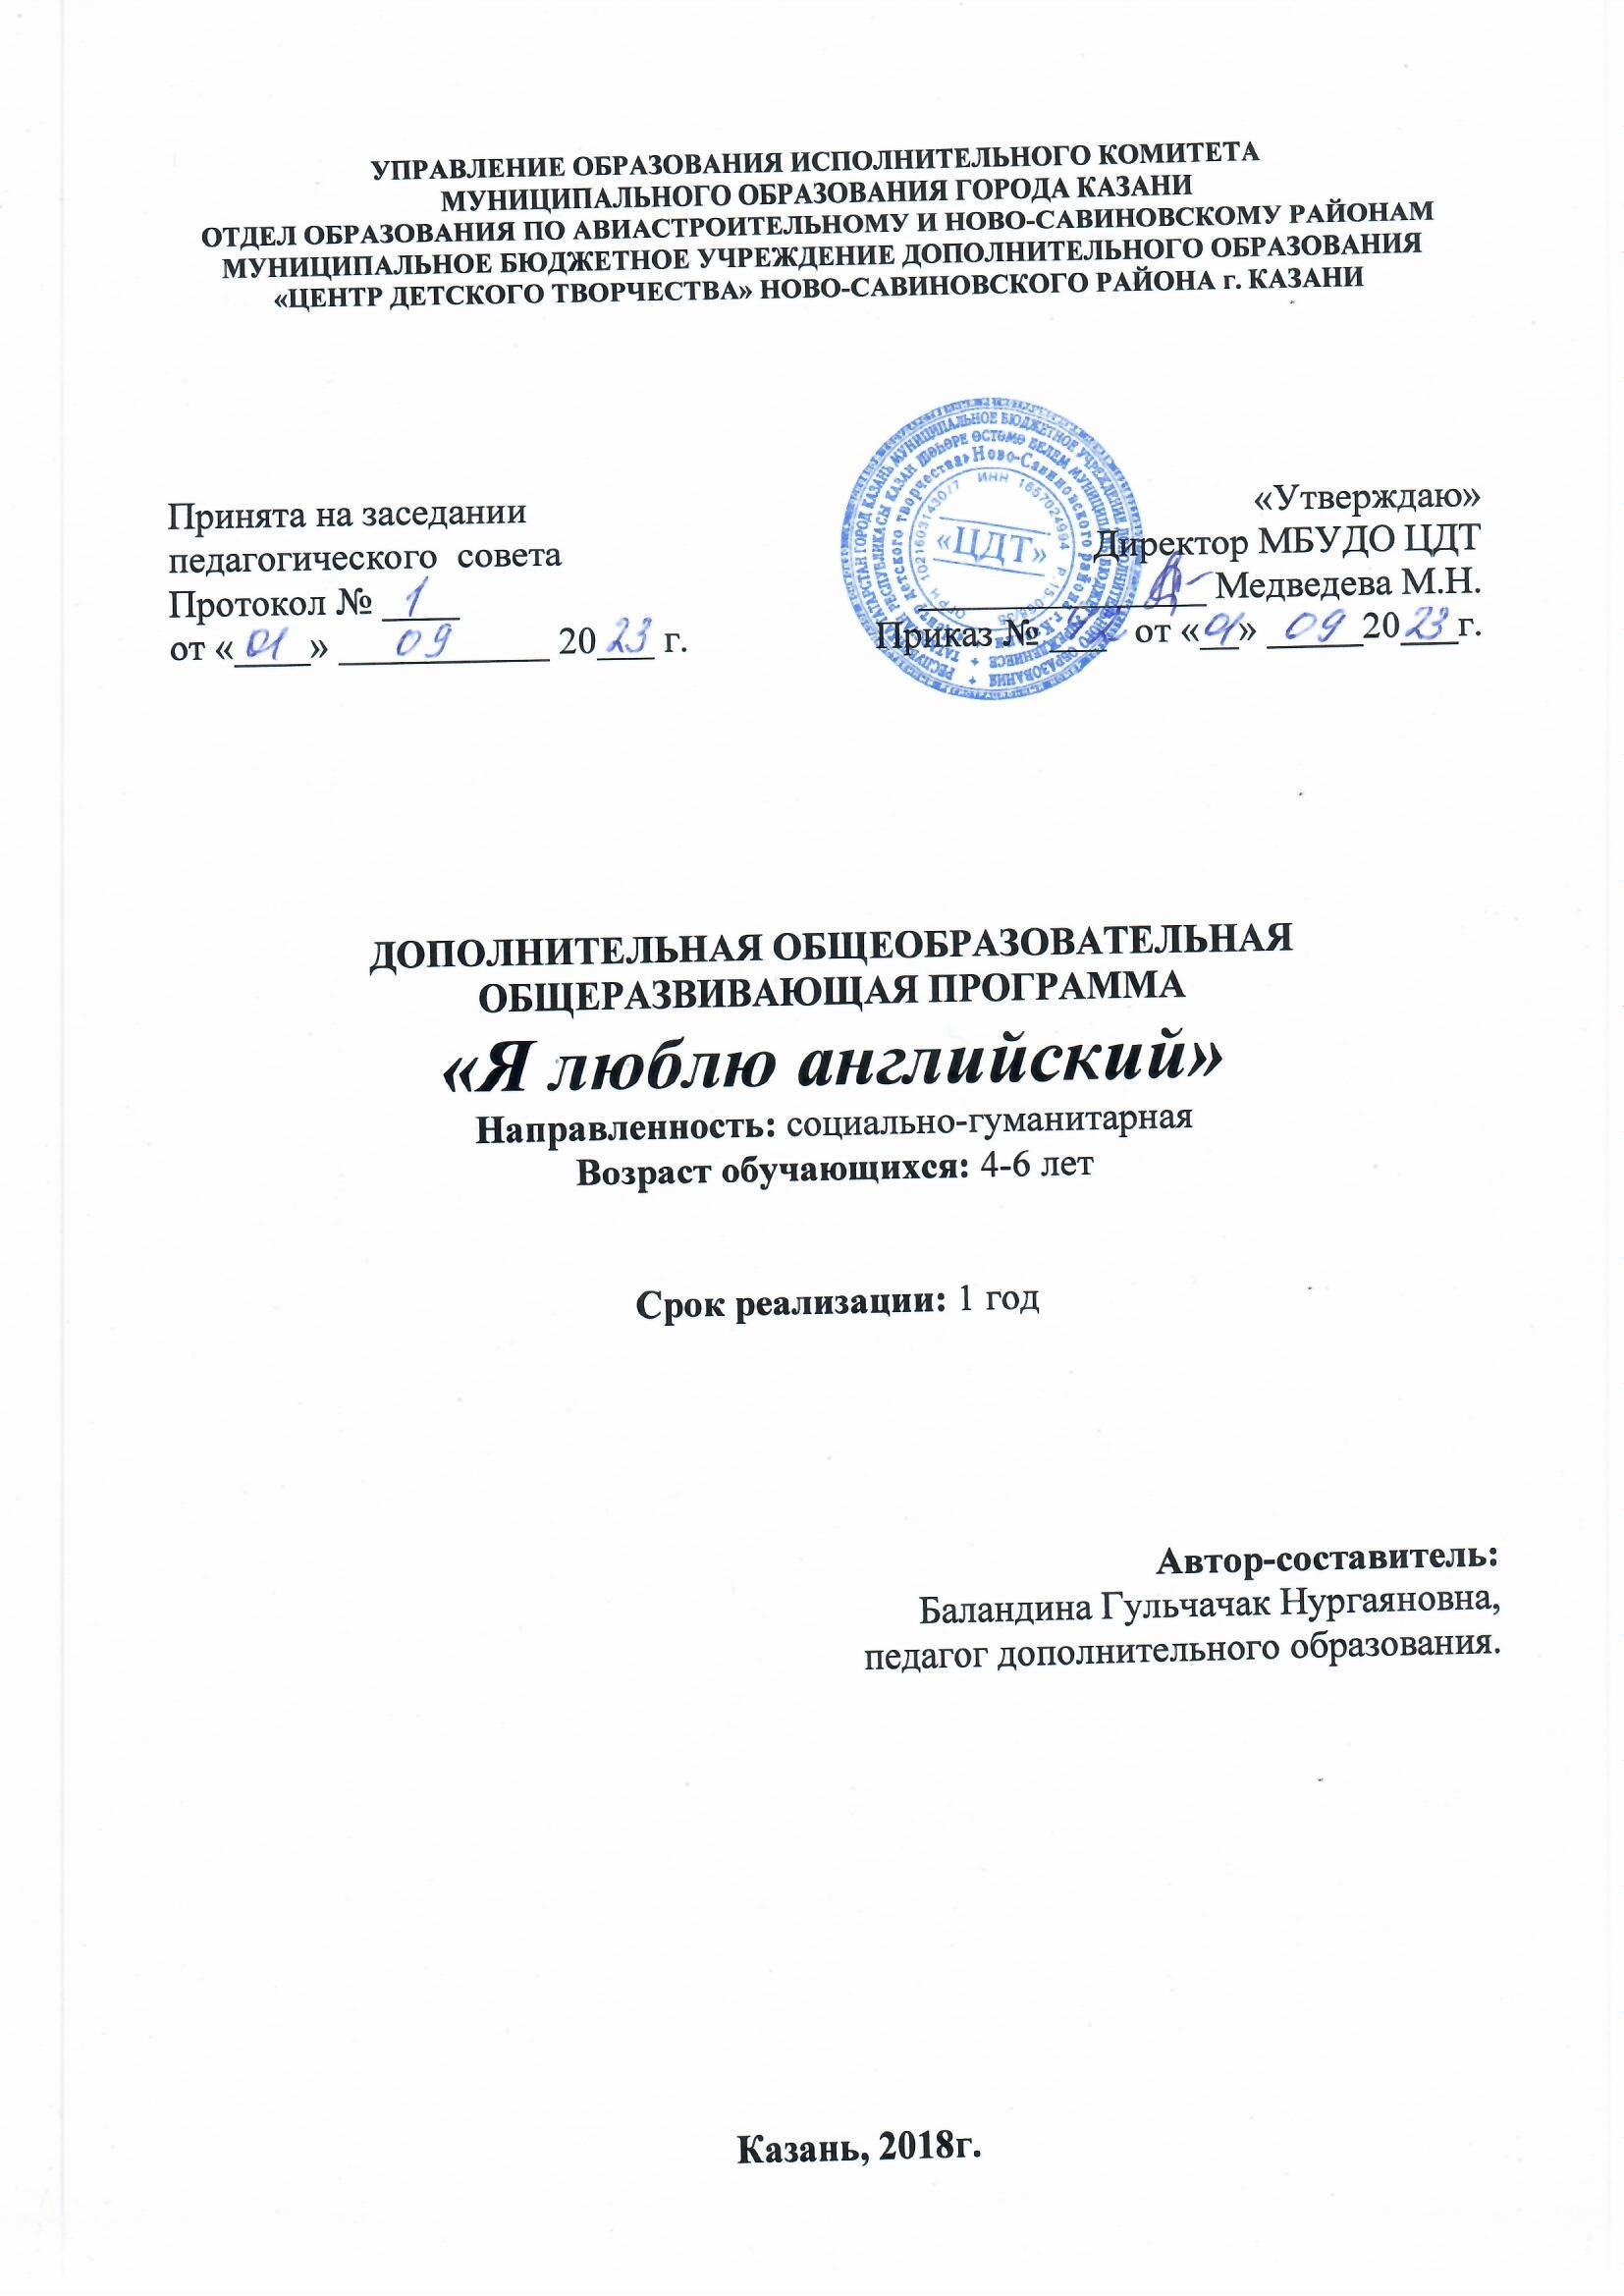 УПРАВЛЕНИЕ ОБРАЗОВАНИЯ ИСПОЛНИТЕЛЬНОГО КОМИТЕТА
МУНИЦИПАЛЬНОГО ОБРАЗОВАНИЯ ГОРОДА КАЗАНИ
ОТДЕЛ ОБРАЗОВАНИЯ ПО АВИАСТРОИТЕЛЬНОМУ И НОВО-САВИНОВСКОМУ РАЙОНАМ
МУНИЦИПАЛЬНОЕ БЮДЖЕТНОЕ УЧРЕЖДЕНИЕ ДОПОЛНИТЕЛЬНОГО ОБРАЗОВАНИЯ
«ЦЕНТР ДЕТСКОГО ТВОРЧЕСТВА» НОВО-САВИНОВСКОГО РАЙОНА г. КАЗАНИ
Принята на заседании
педагогического совета
Протокол № 1
от «01» 09 2023 г.
«ЦДТ»
ИНН 1657024994
«Утверждаю»
Директор МБУДО ЦДТ
Медведева М.Н.
Приказ № от «01» 09 2023г.
ДОПОЛНИТЕЛЬНАЯ ОБЩЕОБРАЗОВАТЕЛЬНАЯ
ОБЩЕРАЗВИВАЮЩАЯ ПРОГРАММА
«Я люблю английский»
Направленность: социально-гуманитарная
Возраст обучающихся: 4-6 лет
Срок реализации: 1 год
Автор-составитель:
Баландина Гульчачак Нургаяновна,
педагог дополнительного образования.
Казань, 2018г.